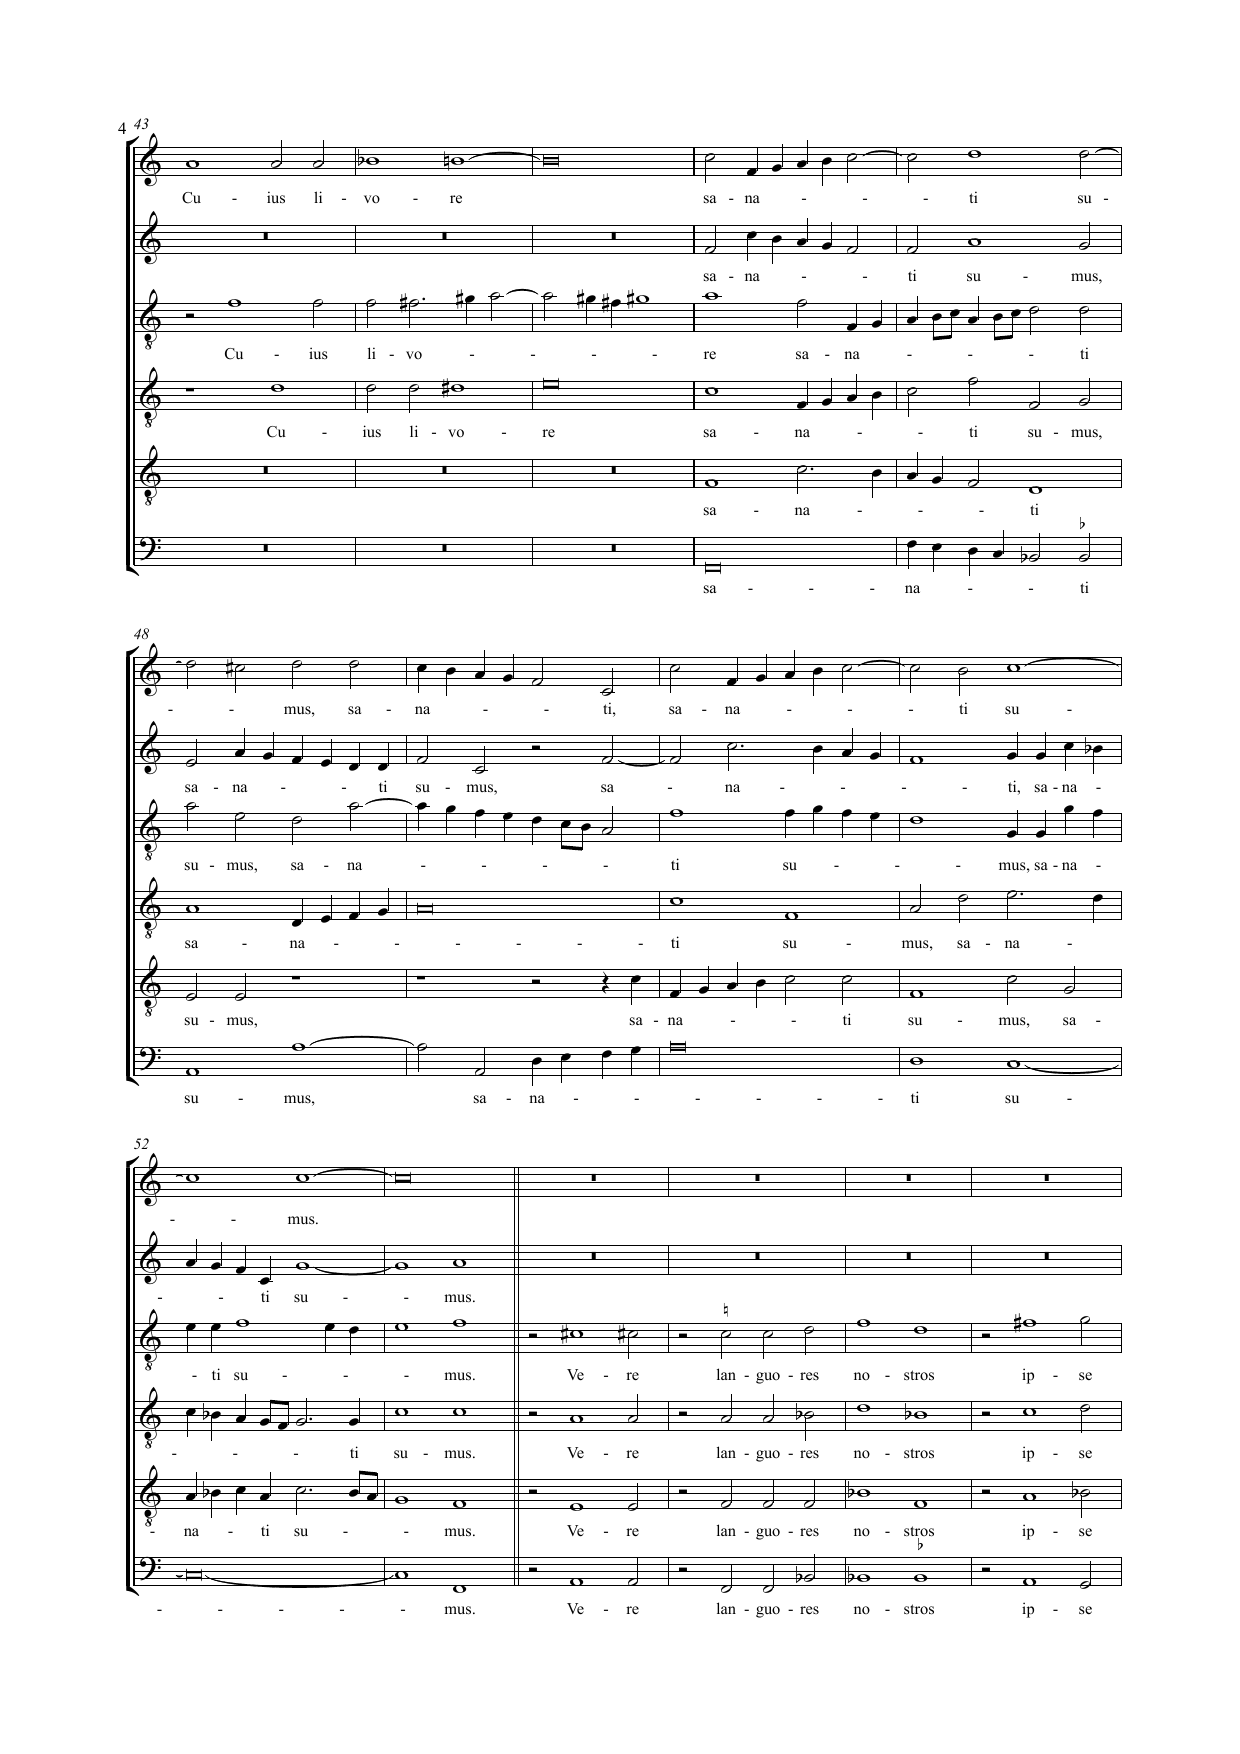 4 43
Cu - ius li - vo - re sa - na - - - ti su -
sa - na - - ti su - mus,
Cu - ius li - vo - - - - re sa - na - - - ti
Cu - ius li - vo - re sa - na - - ti su - mus,
sa - na - - - ti
sa - - - na - - ti
48
- - mus, sa - na - - ti, sa - na - - - - ti su -
sa - na - - ti su - mus, sa - na - - - - ti, sa - na -
su - mus, sa - na - - - - ti su - - - mus, sa - na -
sa - na - - - - - - ti su - mus, sa - na -
su - mus, sa - na - - - ti su - mus, sa -
su - mus, sa - na - - - - - - ti su -
52
- - mus.
- - ti su - - mus.
- ti su - - - mus. Ve - re lan - guo - res no - stros ip - se
- - - - ti su - mus. Ve - re lan - guo - res no - stros ip - se
- na - ti su - - mus. Ve - re lan - guo - res no - stros ip - se
- - - - - mus. Ve - re lan - guo - res no - stros ip - se